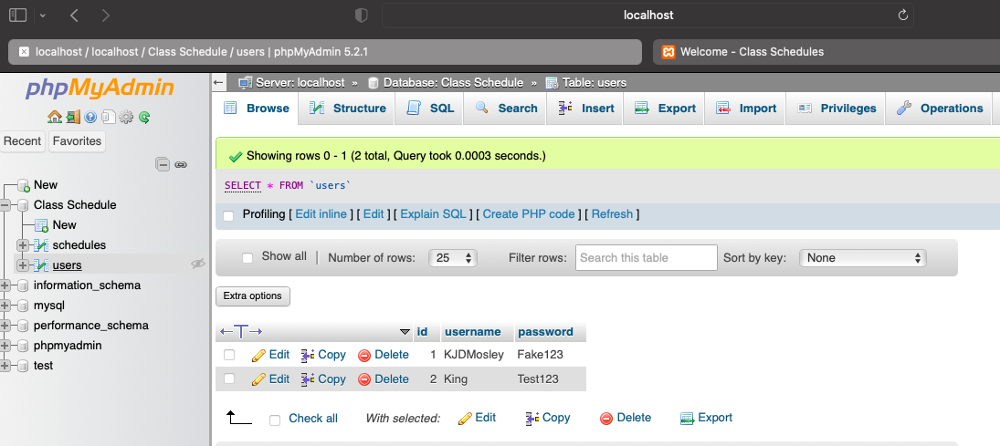 localhost
localhost / localhost / Class Schedule / users | phpMyAdmin 5.2.1
Welcome - Class Schedules
phpMyAdmin
Recent Favorites
New
Class Schedule
New
schedules
users
information_schema
mysql
performance_schema
phpmyadmin
test
Server: localhost » Database: Class Schedule » Table: users
Browse Structure SQL Search Insert Export Import Privileges Operations
Showing rows 0 - 1 (2 total, Query took 0.0003 seconds.)
SELECT * FROM `users`
Profiling [ Edit inline ] [ Edit ] [ Explain SQL ] [ Create PHP code ] [ Refresh ]
Show all | Number of rows: 25 Filter rows: Search this table Sort by key: None
Extra options
←T→ id username password
Edit Copy Delete 1 KJDMosley Fake123
Edit Copy Delete 2 King Test123
Check all With selected: Edit Copy Delete Export